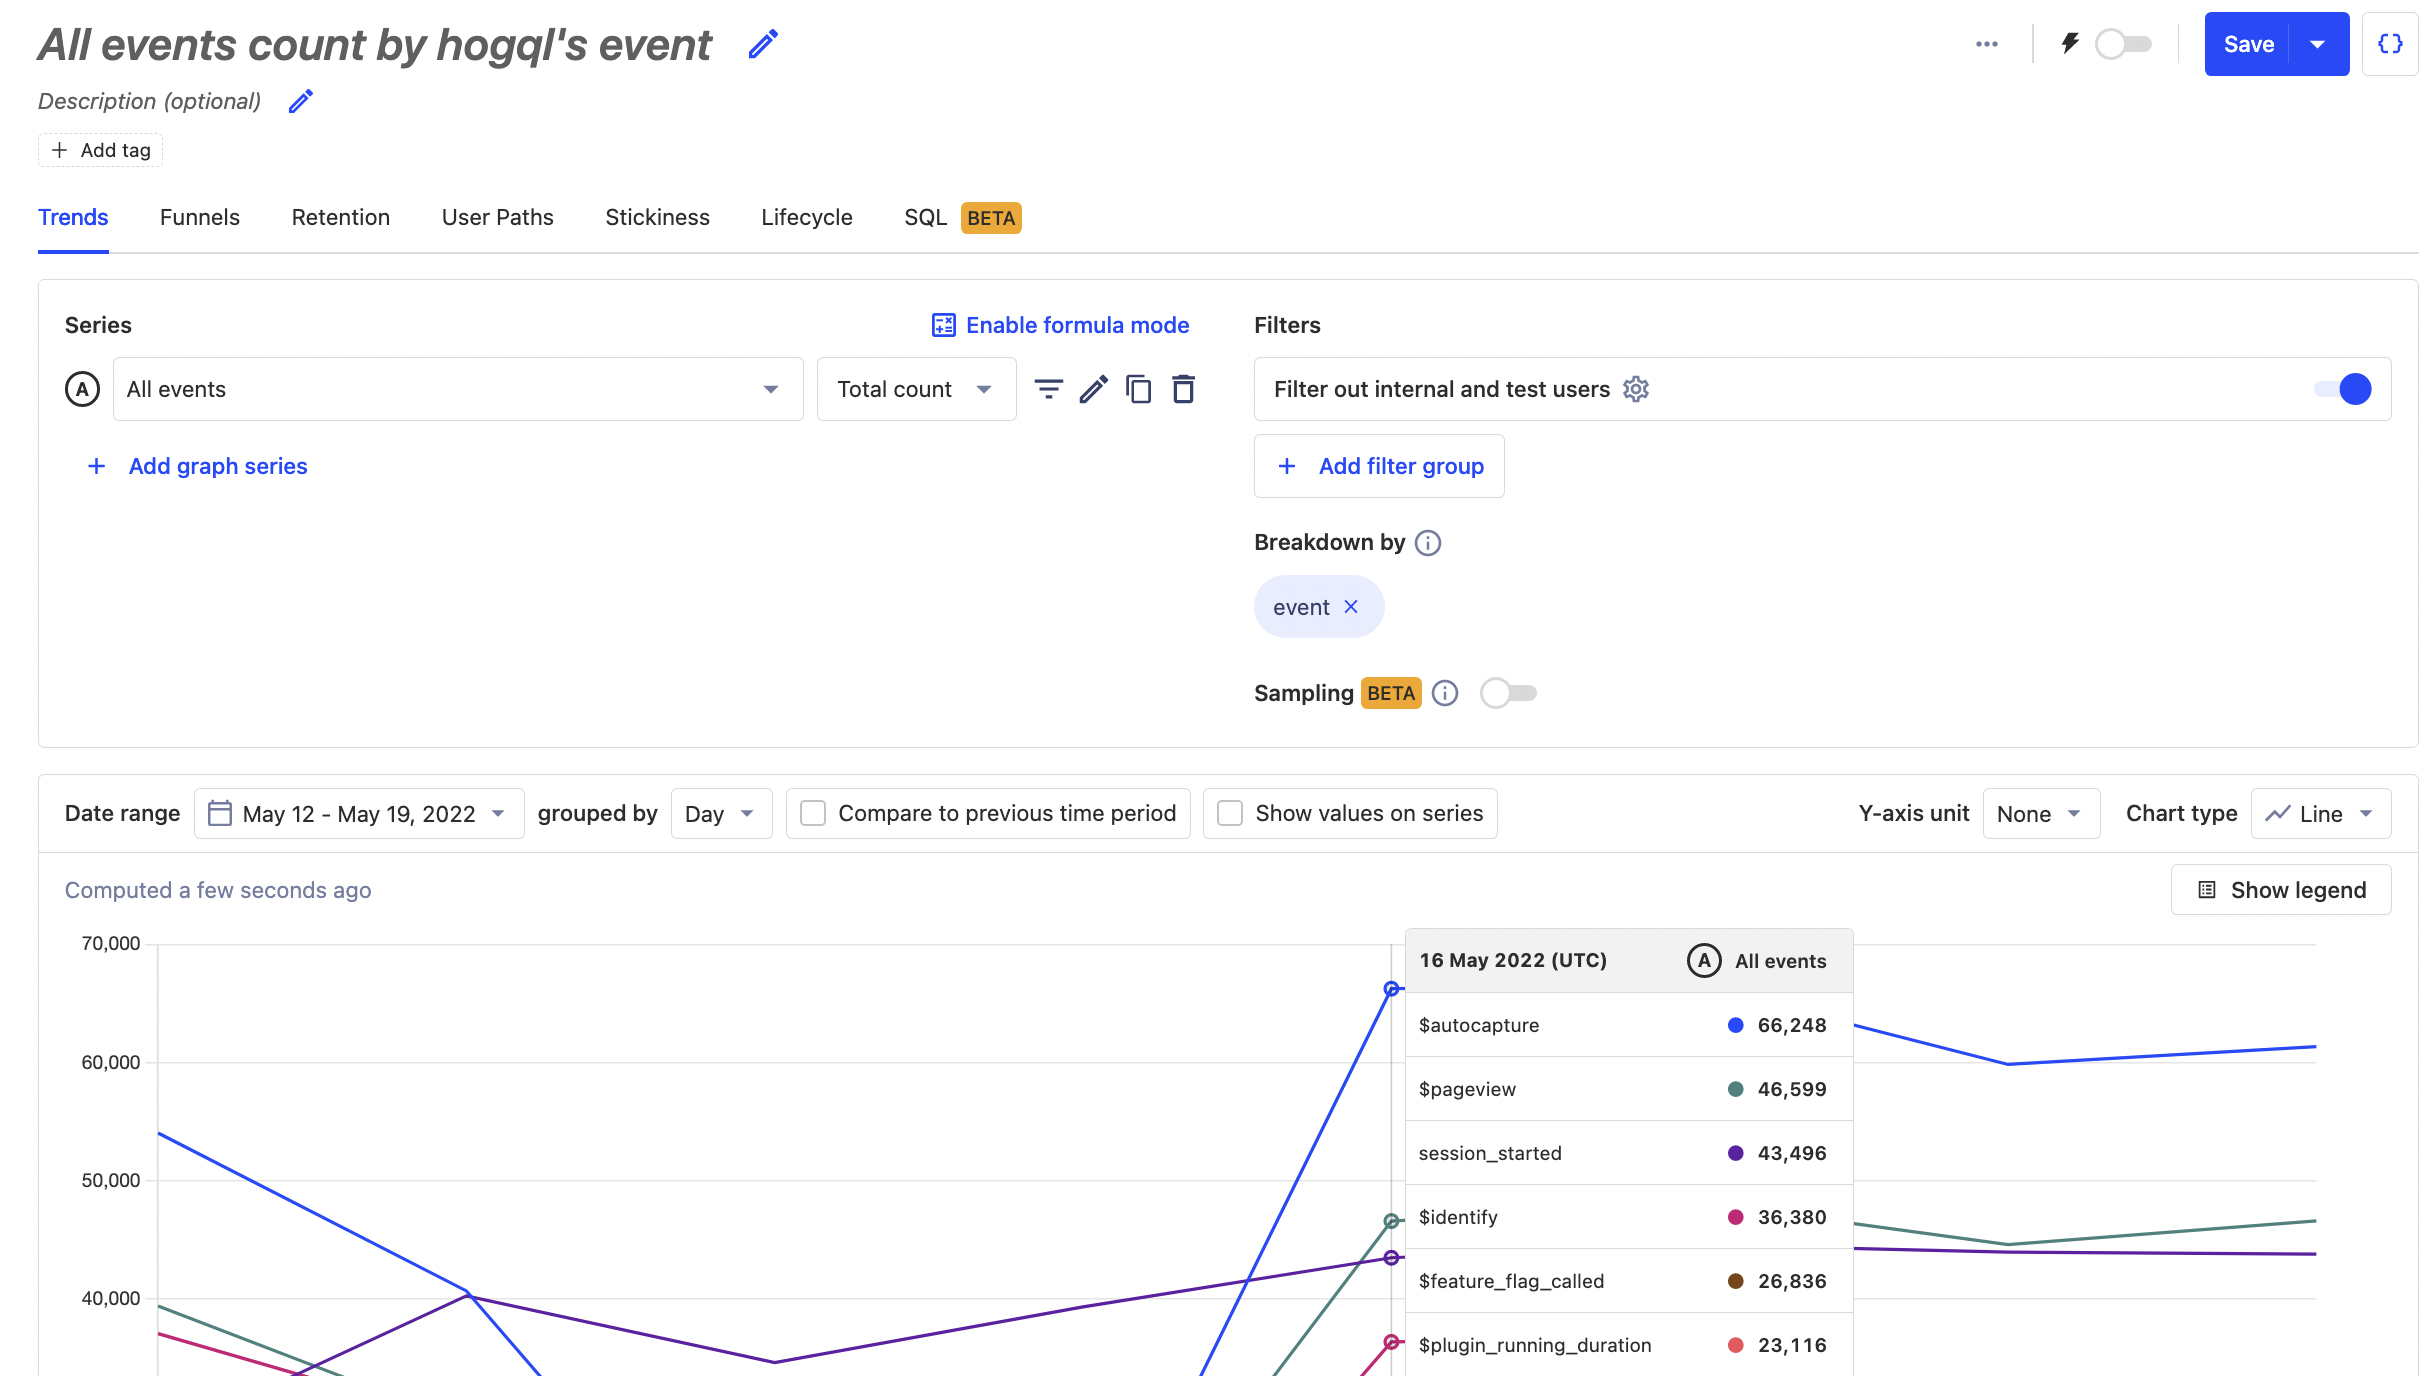 All events count by hogql's event
Save
Description (optional)
Add tag
Trends Funnels Retention User Paths Stickiness Lifecycle SQL BETA
Series Enable formula mode Filters
A All events Total count Filter out internal and test users
Add graph series Add filter group
Breakdown by
event
Sampling BETA
Date range May 12 - May 19, 2022 grouped by Day Compare to previous time period Show values on series Y-axis unit None Chart type Line
Computed a few seconds ago Show legend
70,000
16 May 2022 (UTC) A All events
$autocapture 66,248
60,000
$pageview 46,599
session_started 43,496
50,000
$identify 36,380
$feature_flag_called 26,836
40,000
$plugin_running_duration 23,116